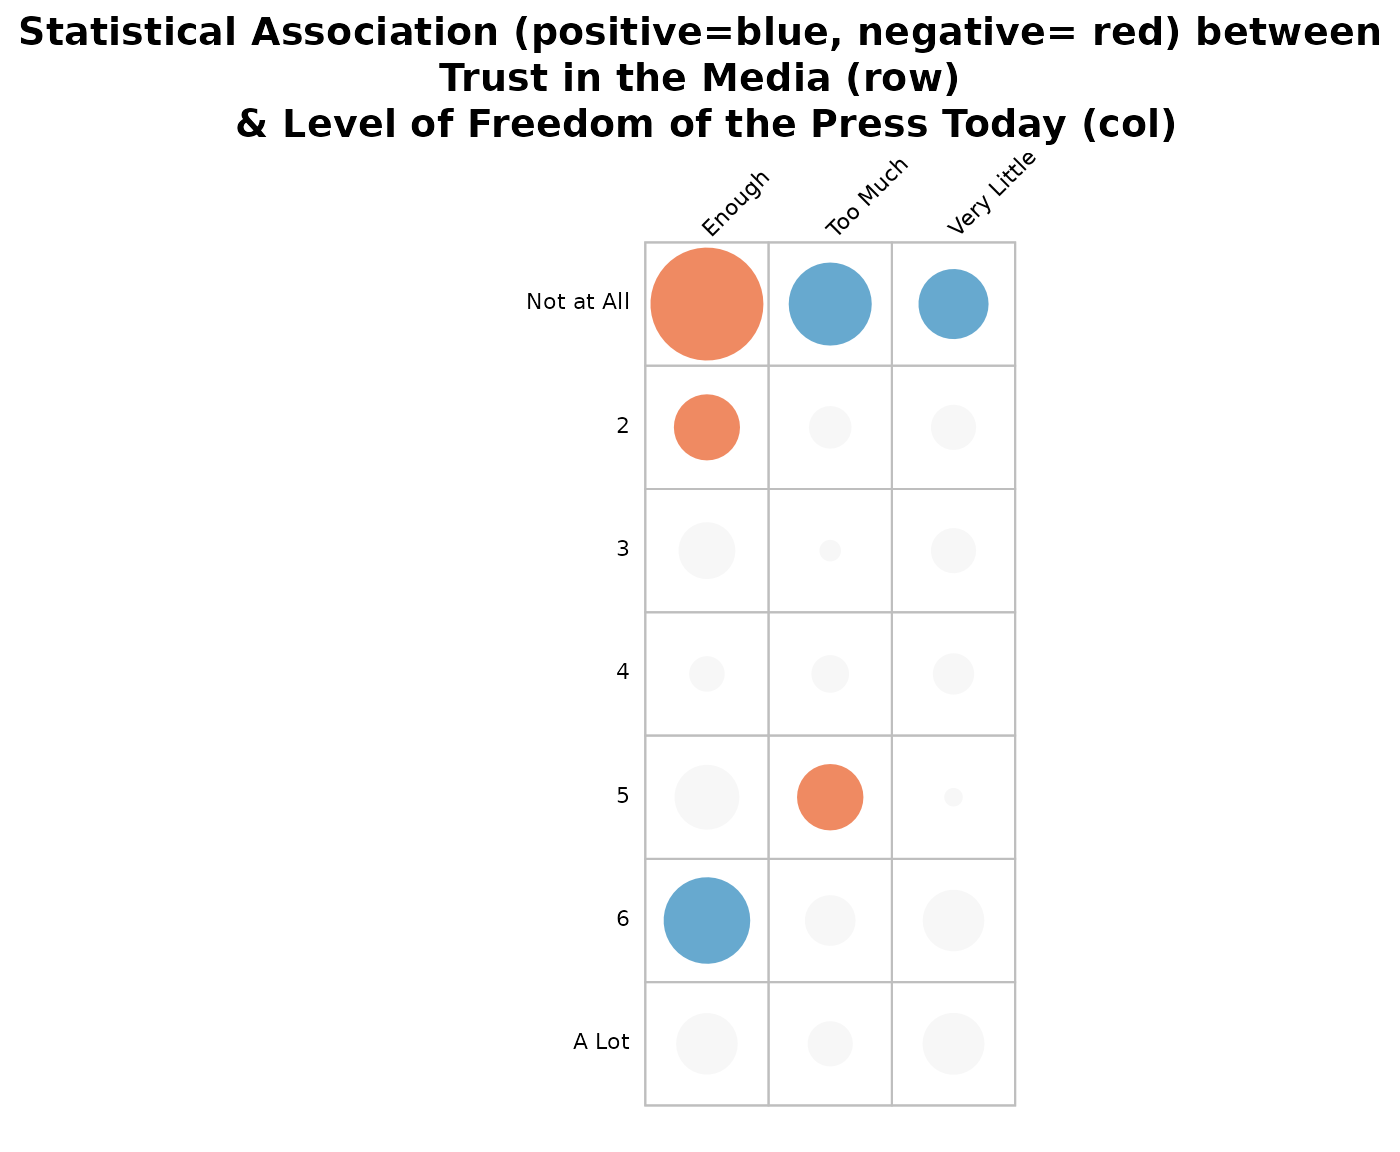 Statistical Association (positive=blue, negative= red) between
Trust in the Media (row)
& Level of Freedom of the Press Today (col)
Enough
Too Much
Very Little
Not at All
2
3
4
5
6
A Lot